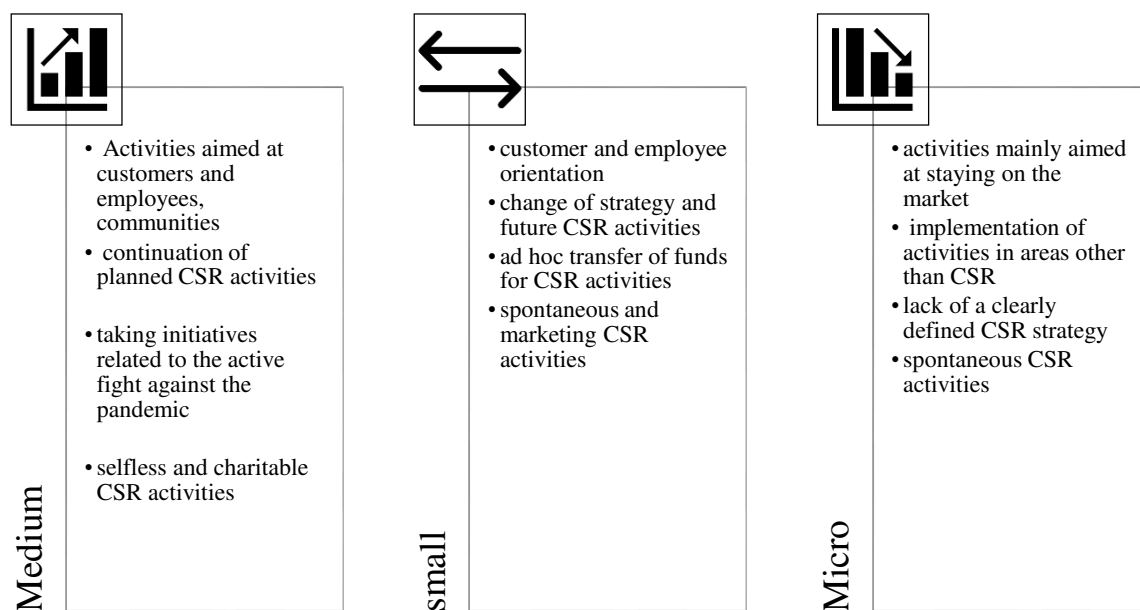 • Activities aimed at
customers and
employees,
communities
• continuation of
planned CSR activities
• taking initiatives
related to the active
fight against the
pandemic
• selfless and charitable
CSR activities
Medium
• customer and employee
orientation
• change of strategy and
future CSR activities
• ad hoc transfer of funds
for CSR activities
• spontaneous and
marketing CSR
activities
small
• activities mainly aimed
at staying on the
market
• implementation of
activities in areas other
than CSR
• lack of a clearly
defined CSR strategy
• spontaneous CSR
activities
Micro